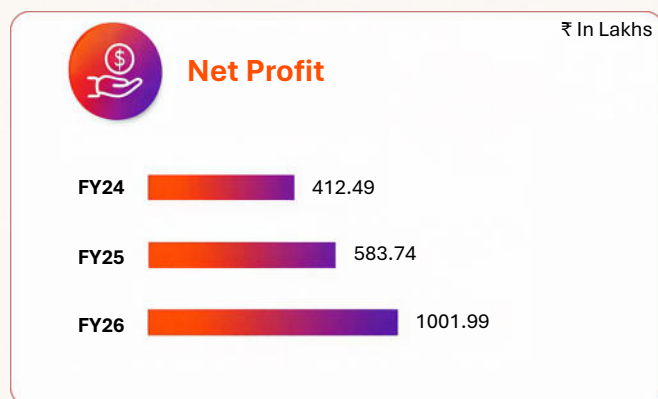 ₹ In Lakhs
$
Net Profit
FY24 412.49
FY25 583.74
FY26 1001.99